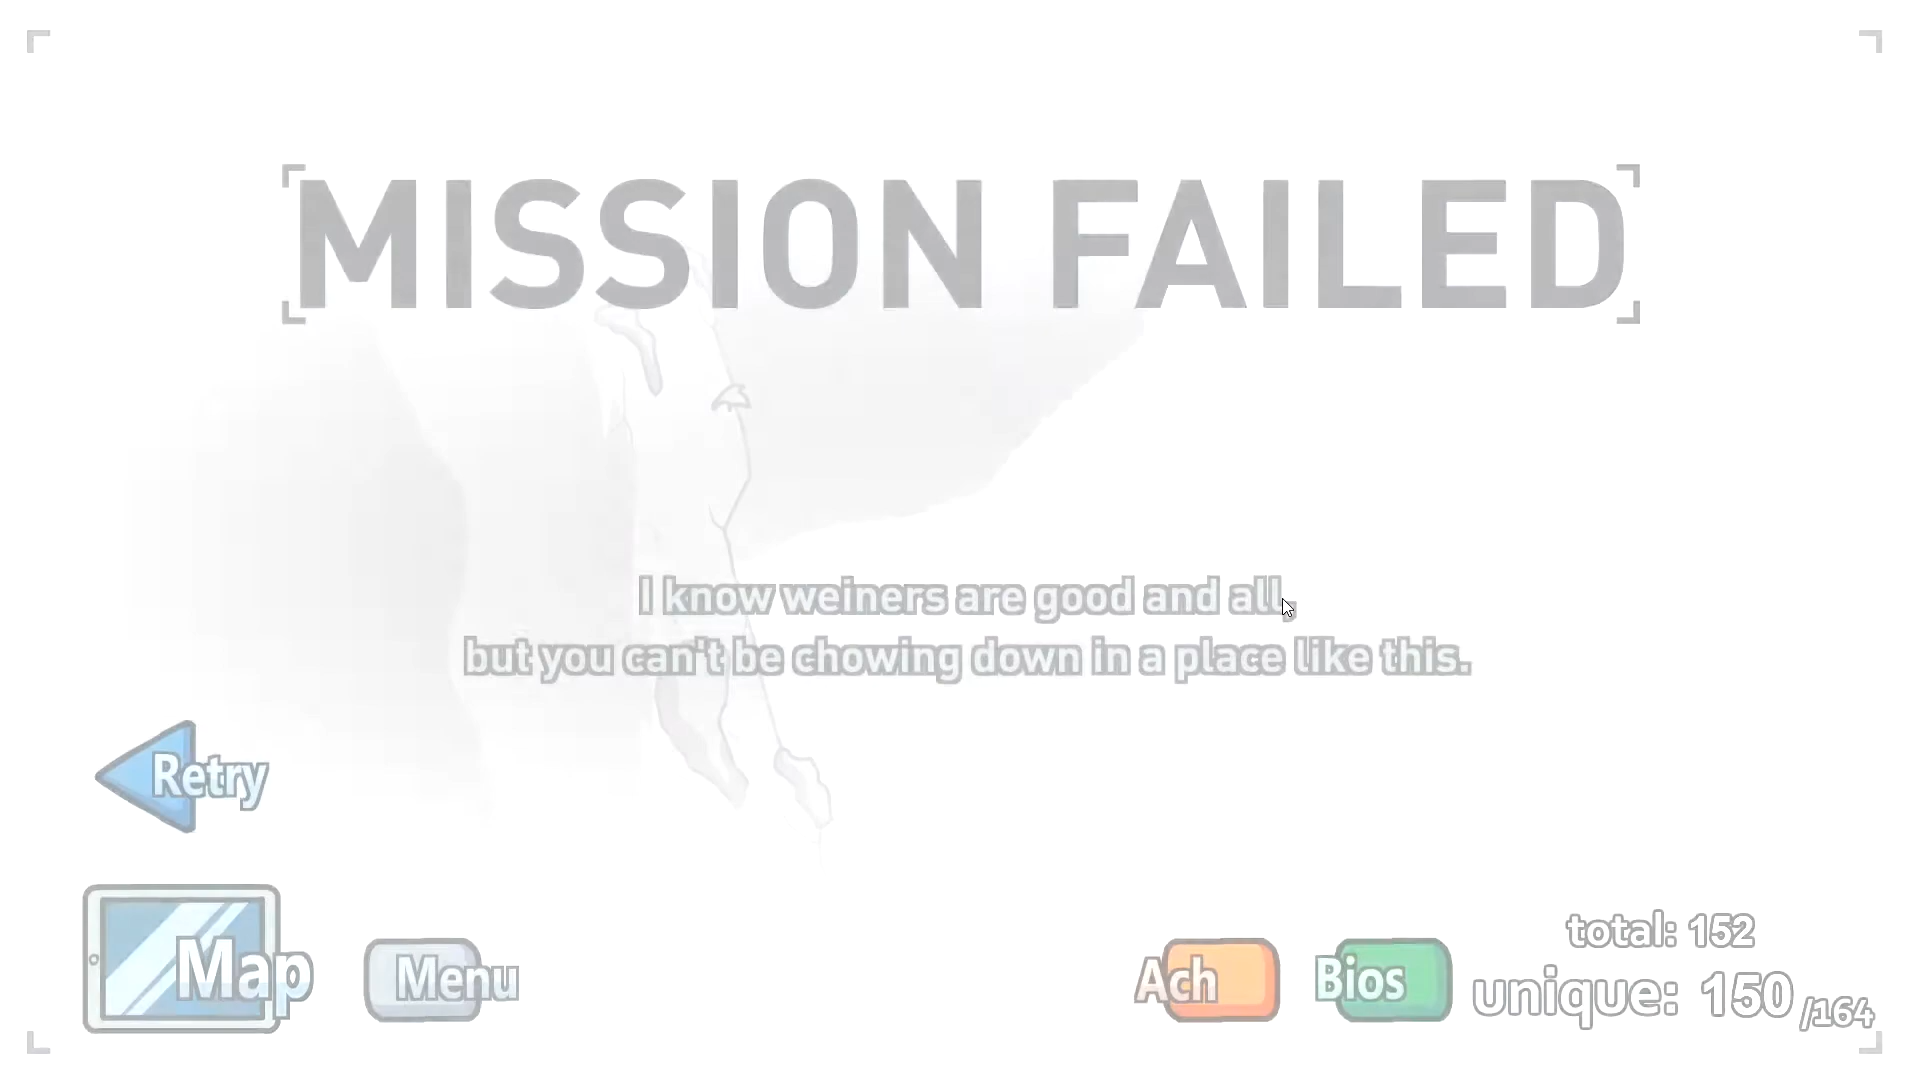 MISSION FAILED
I know weiners are good and all,
but you can't be chowing down in a place like this.
Retry
Map
Menu
Ach
Bios
total: 152
unique: 150 /164